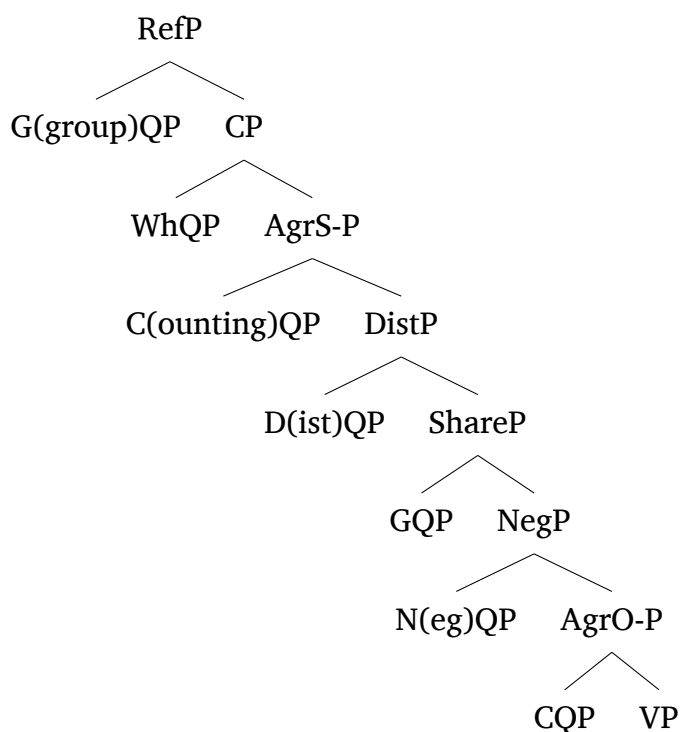 RefP
G(group)QP CP
WhQP AgrS-P
C(ounting)QP DistP
D(ist)QP ShareP
GQP NegP
N(eg)QP AgrO-P
CQP VP